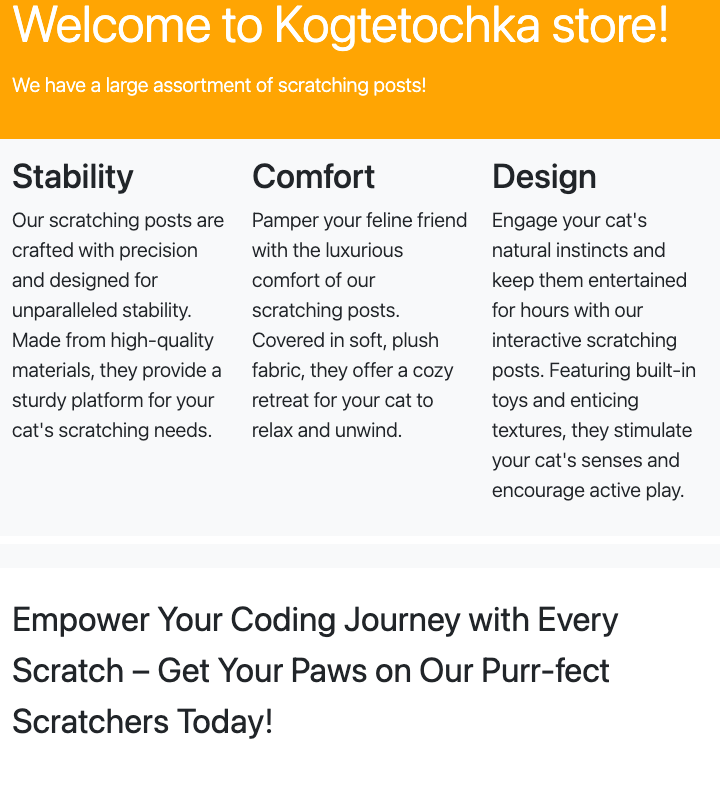 Welcome to Kogtetochka store!
We have a large assortment of scratching posts!
Stability
Our scratching posts are
crafted with precision
and designed for
unparalleled stability.
Made from high-quality
materials, they provide a
sturdy platform for your
cat's scratching needs.
Comfort
Pamper your feline friend
with the luxurious
comfort of our
scratching posts.
Covered in soft, plush
fabric, they offer a cozy
retreat for your cat to
relax and unwind.
Design
Engage your cat's
natural instincts and
keep them entertained
for hours with our
interactive scratching
posts. Featuring built-in
toys and enticing
textures, they stimulate
your cat's senses and
encourage active play.
Empower Your Coding Journey with Every
Scratch – Get Your Paws on Our Purr-fect
Scratchers Today!